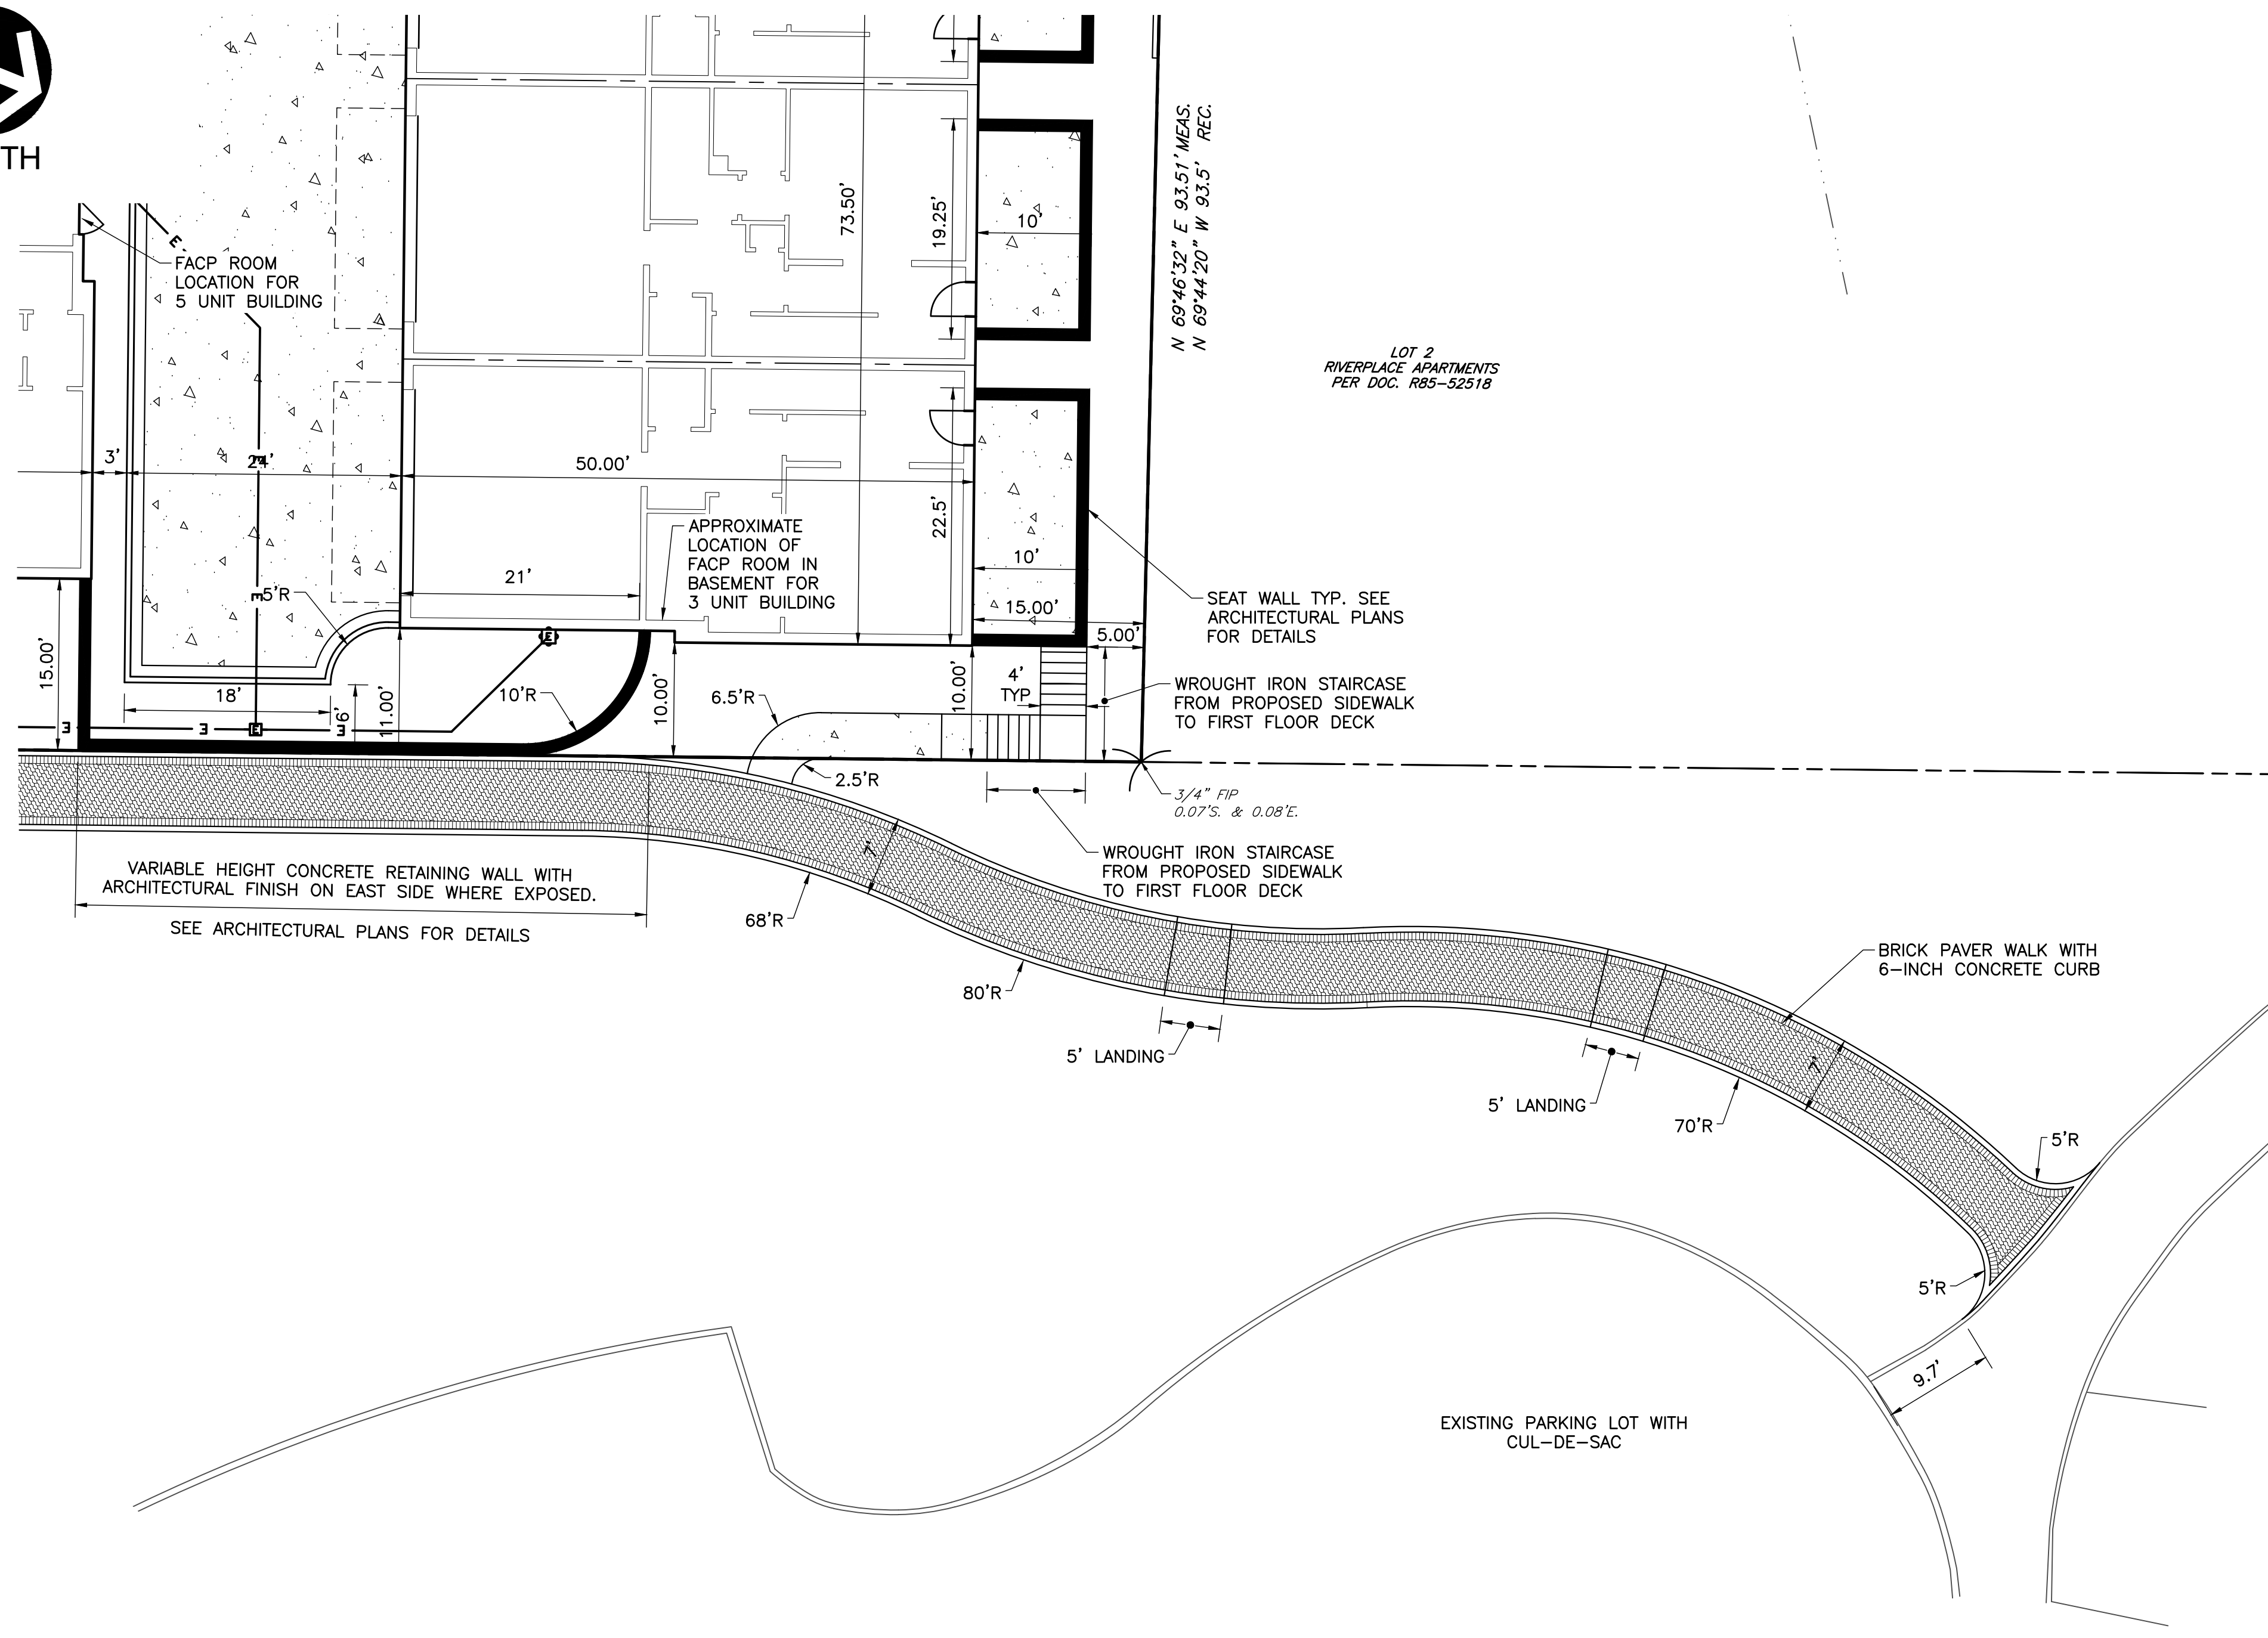 TH
FACP ROOM
LOCATION FOR
5 UNIT BUILDING
E
73.50'
19.25'
10'
N 69°46'32" E 93.51' MEAS.
N 69°44'20" W 93.5' REC.
LOT 2
RIVERPLACE APARTMENTS
PER DOC. R85-52518
3'
24'
E
50.00'
22.5'
APPROXIMATE
LOCATION OF
FACP ROOM IN
BASEMENT FOR
3 UNIT BUILDING
21'
10'
E
5'R
15.00'
5.00'
SEAT WALL TYP. SEE
ARCHITECTURAL PLANS
FOR DETAILS
E
15.00'
18'
6'
11.00'
10'R
10.00'
6.5'R
10.00'
4'
TYP
WROUGHT IRON STAIRCASE
FROM PROPOSED SIDEWALK
TO FIRST FLOOR DECK
E
E
E
E
2.5'R
3/4" FIP
0.07'S. & 0.08'E.
7'
WROUGHT IRON STAIRCASE
FROM PROPOSED SIDEWALK
TO FIRST FLOOR DECK
VARIABLE HEIGHT CONCRETE RETAINING WALL WITH
ARCHITECTURAL FINISH ON EAST SIDE WHERE EXPOSED.
SEE ARCHITECTURAL PLANS FOR DETAILS
68'R
80'R
5' LANDING
BRICK PAVER WALK WITH
6-INCH CONCRETE CURB
7'
5' LANDING
70'R
5'R
5'R
9.7'
EXISTING PARKING LOT WITH
CUL-DE-SAC